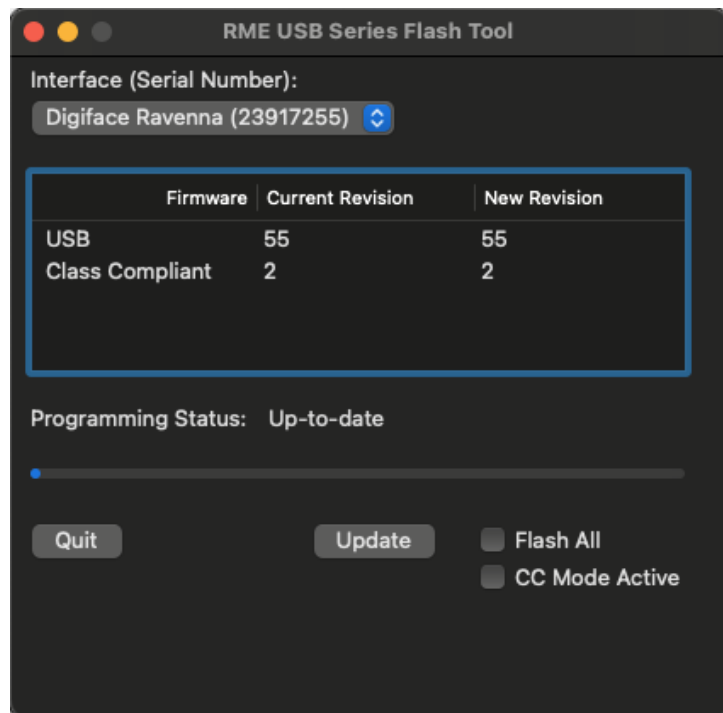 RME USB Series Flash Tool
Interface (Serial Number):
Digiface Ravenna (23917255)
Firmware Current Revision New Revision
USB 55 55
Class Compliant 2 2
Programming Status: Up-to-date
Quit Update Flash All
CC Mode Active